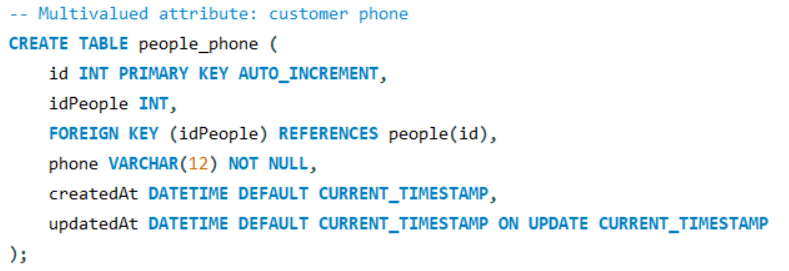 -- Multivalued attribute: customer phone
CREATE TABLE people_phone (
    id INT PRIMARY KEY AUTO_INCREMENT,
    idPeople INT,
    FOREIGN KEY (idPeople) REFERENCES people(id),
    phone VARCHAR(12) NOT NULL,
    createdAt DATETIME DEFAULT CURRENT_TIMESTAMP,
    updatedAt DATETIME DEFAULT CURRENT_TIMESTAMP ON UPDATE CURRENT_TIMESTAMP
);